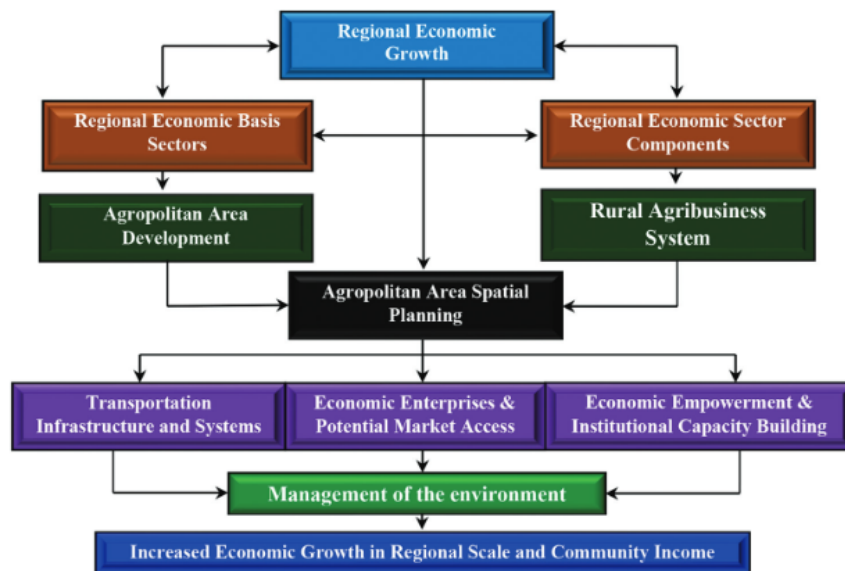 Regional Economic
Growth
Regional Economic Basis
Sectors
Regional Economic Sector
Components
Agropolitan Area
Development
Rural Agribusiness
System
Agropolitan Area Spatial
Planning
Transportation
Infrastructure and Systems
Economic Enterprises &
Potential Market Access
Economic Empowerment &
Institutional Capacity Building
Management of the environment
Increased Economic Growth in Regional Scale and Community Income